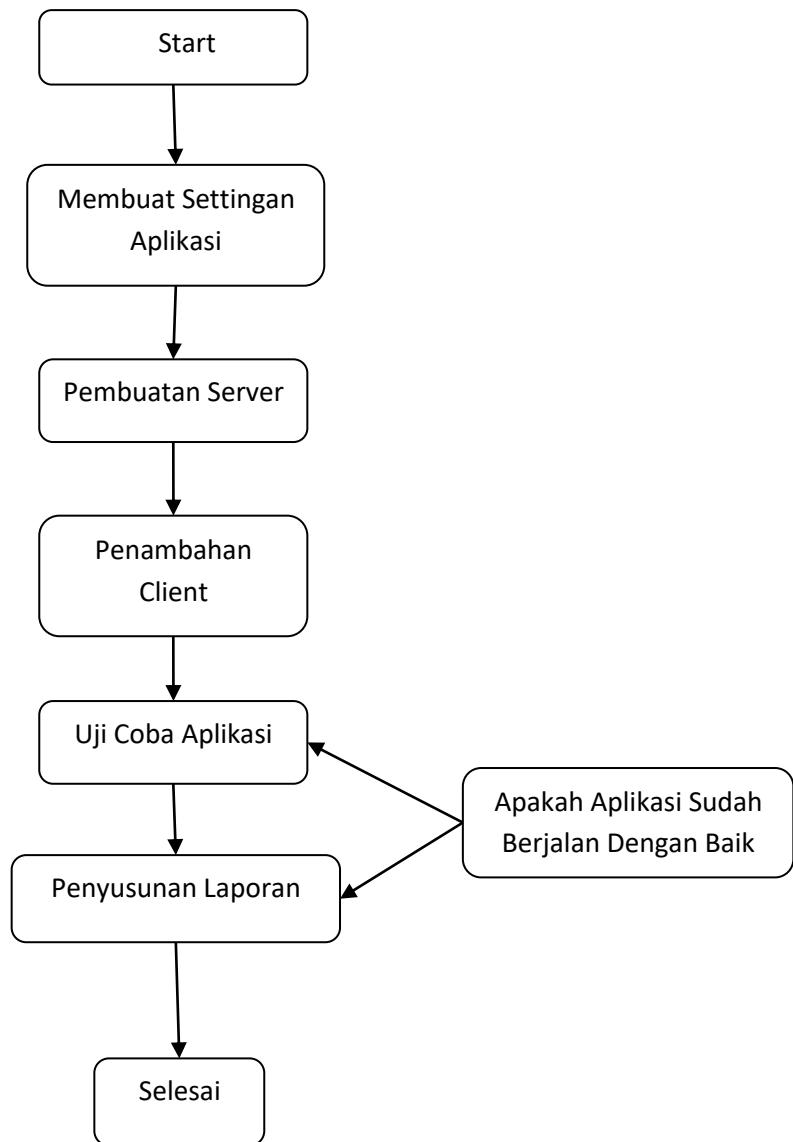 Start
Membuat Settingan
Aplikasi
Pembuatan Server
Penambahan
Client
Uji Coba Aplikasi
Apakah Aplikasi Sudah
Berjalan Dengan Baik
Penyusunan Laporan
Selesai